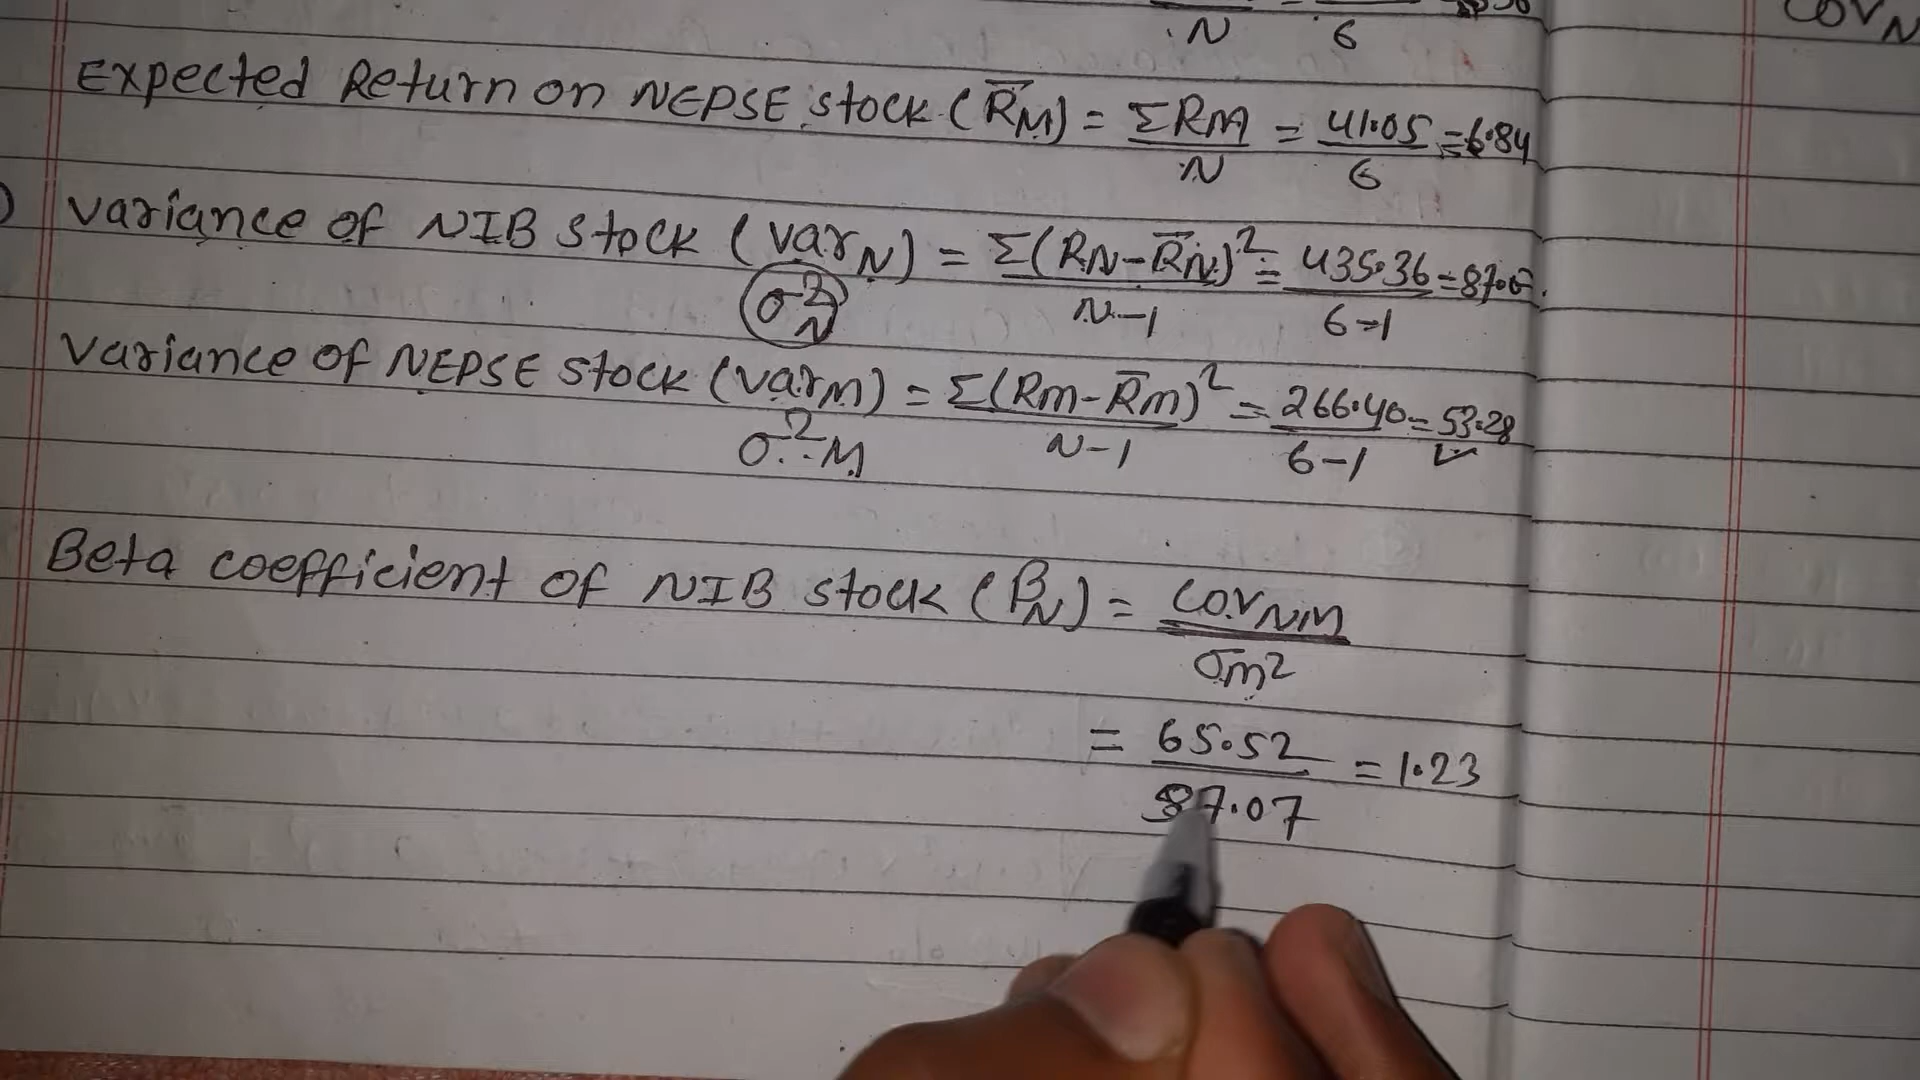 N 6
COV N
Expected Return on NEPSE stock (R̅M) = ΣRM / N = 41.05 / 6 = 6.84
Variance of NIB stock (varN) = Σ(RN-R̅N)² / N-1 = 435.36 / 6-1 = 87.07
σ²N
Variance of NEPSE stock (varM) = Σ(Rm-R̅m)² / N-1 = 266.40 / 6-1 = 53.28
σ²M
Beta coefficient of NIB stock (βN) = COVNM / σm²
= 65.52 / 87.07 = 1.23